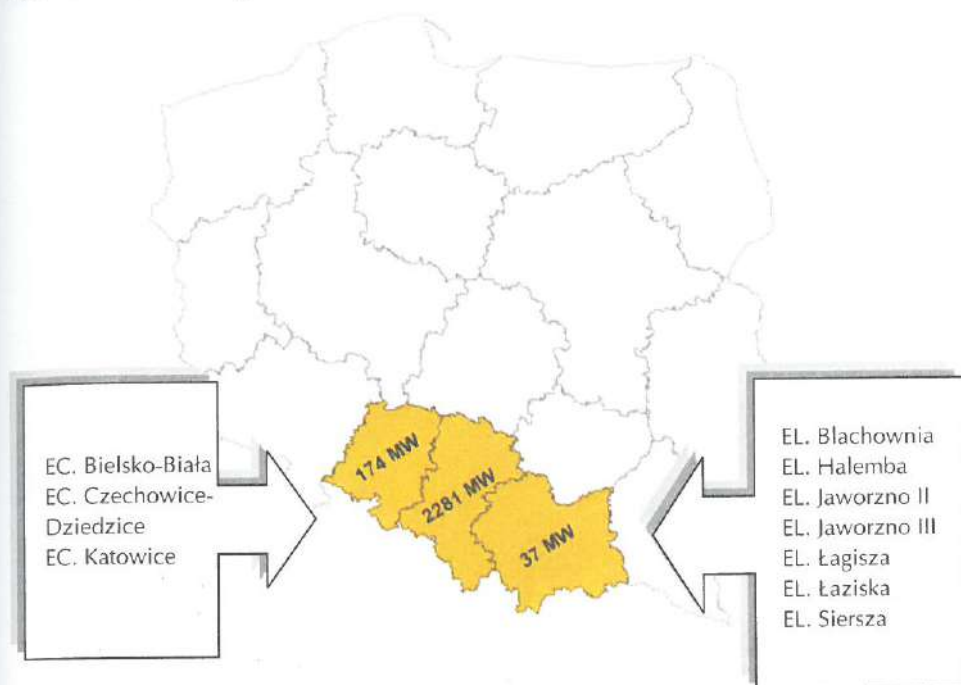 EC. Bielsko-Biała
EC. Czechowice-
Dziedzice
EC. Katowice
174 MW
2281 MW
37 MW
EL. Blachownia
EL. Halemba
EL. Jaworzno II
EL. Jaworzno III
EL. Łagisza
EL. Łaziska
EL. Siersza